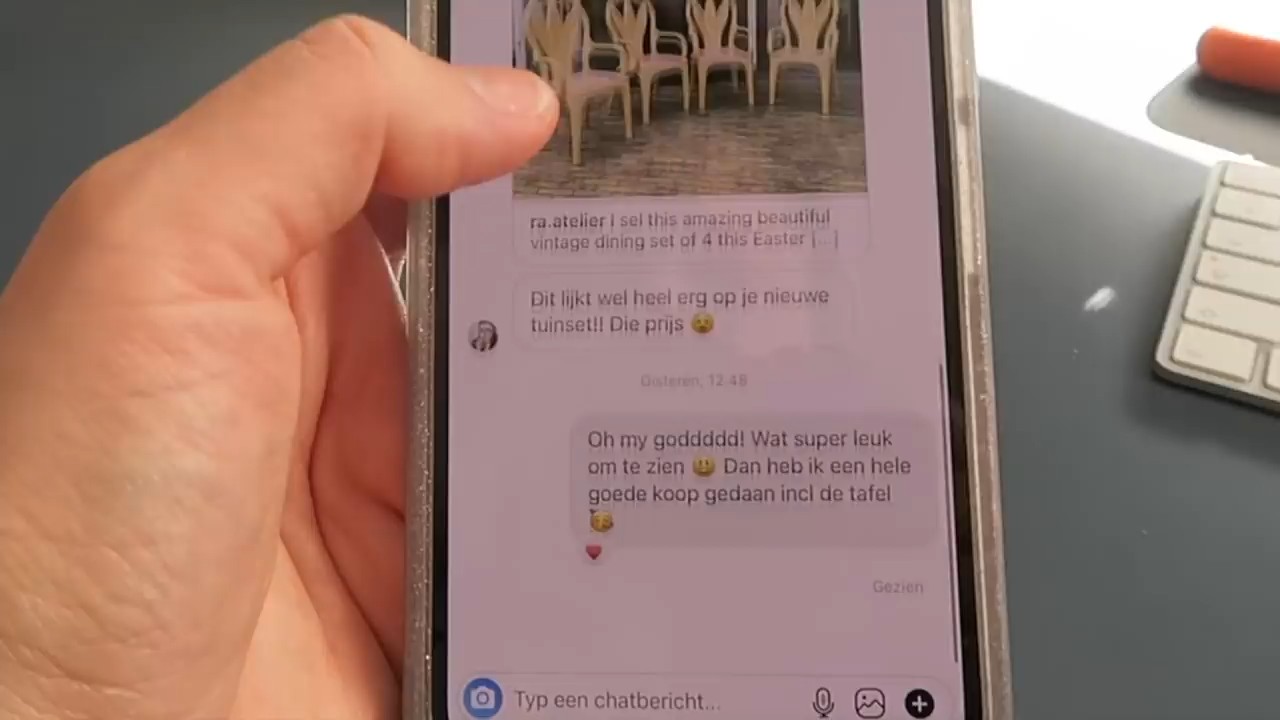 ra.atelier I sel this amazing beautiful
vintage dining set of 4 this Easter [...]
Dit lijkt wel heel erg op je nieuwe
tuinset!! Die prijs 😧
Gisteren, 12:48
Oh my goddddd! Wat super leuk
om te zien 😃 Dan heb ik een hele
goede koop gedaan incl de tafel
🥳
❤️
Gezien
Typ een chatbericht...